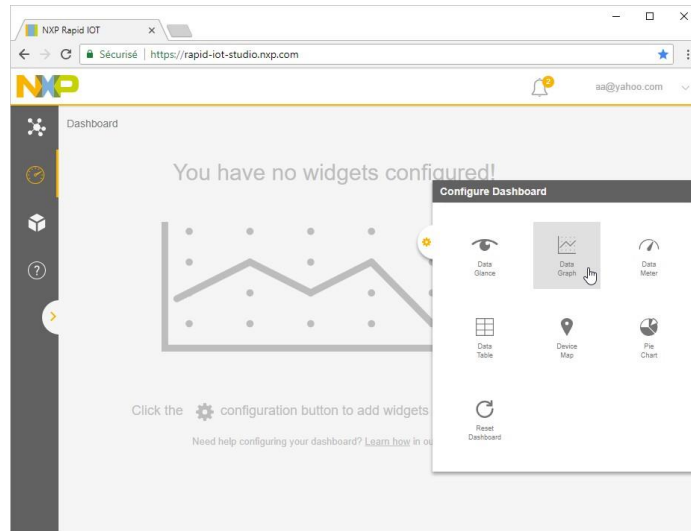 NXP Rapid IOT
Sécurisé | https://rapid-iot-studio.nxp.com
NXP
2
aa@yahoo.com
Dashboard
You have no widgets configured!
Configure Dashboard
Data
Glance
Data
Graph
Data
Meter
Data
Table
Device
Map
Pie
Chart
Reset
Dashboard
Click the configuration button to add widgets
Need help configuring your dashboard? Learn how in